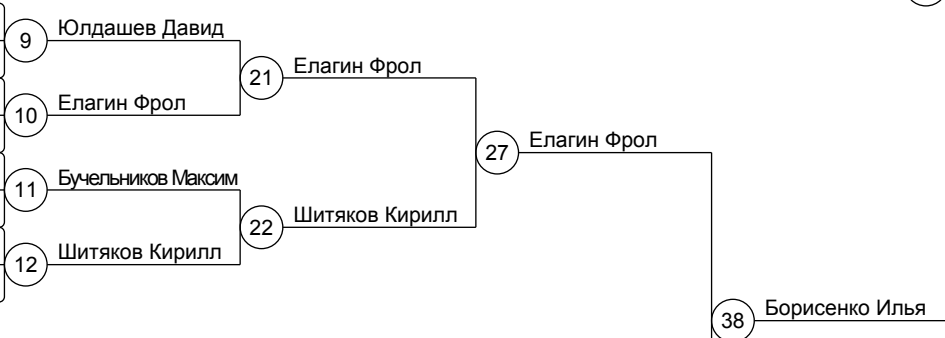 9 Юлдашев Давид
21 Елагин Фрол
10 Елагин Фрол
27 Елагин Фрол
11 Бучельников Максим
22 Шитяков Кирилл
12 Шитяков Кирилл
38 Борисенко Илья